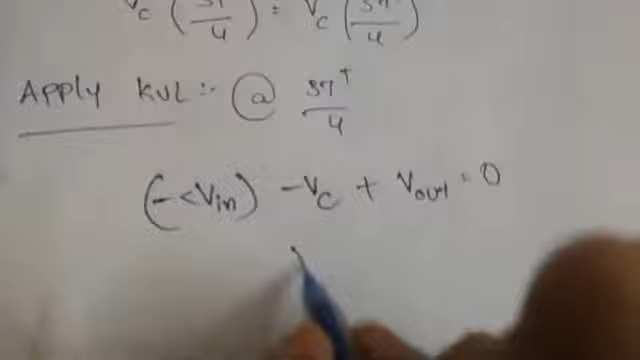 Vc (3T/4) = Vc (3T/4)
Apply KVL :- @ 3T⁺/4
(-<Vin) -Vc + Vout = 0